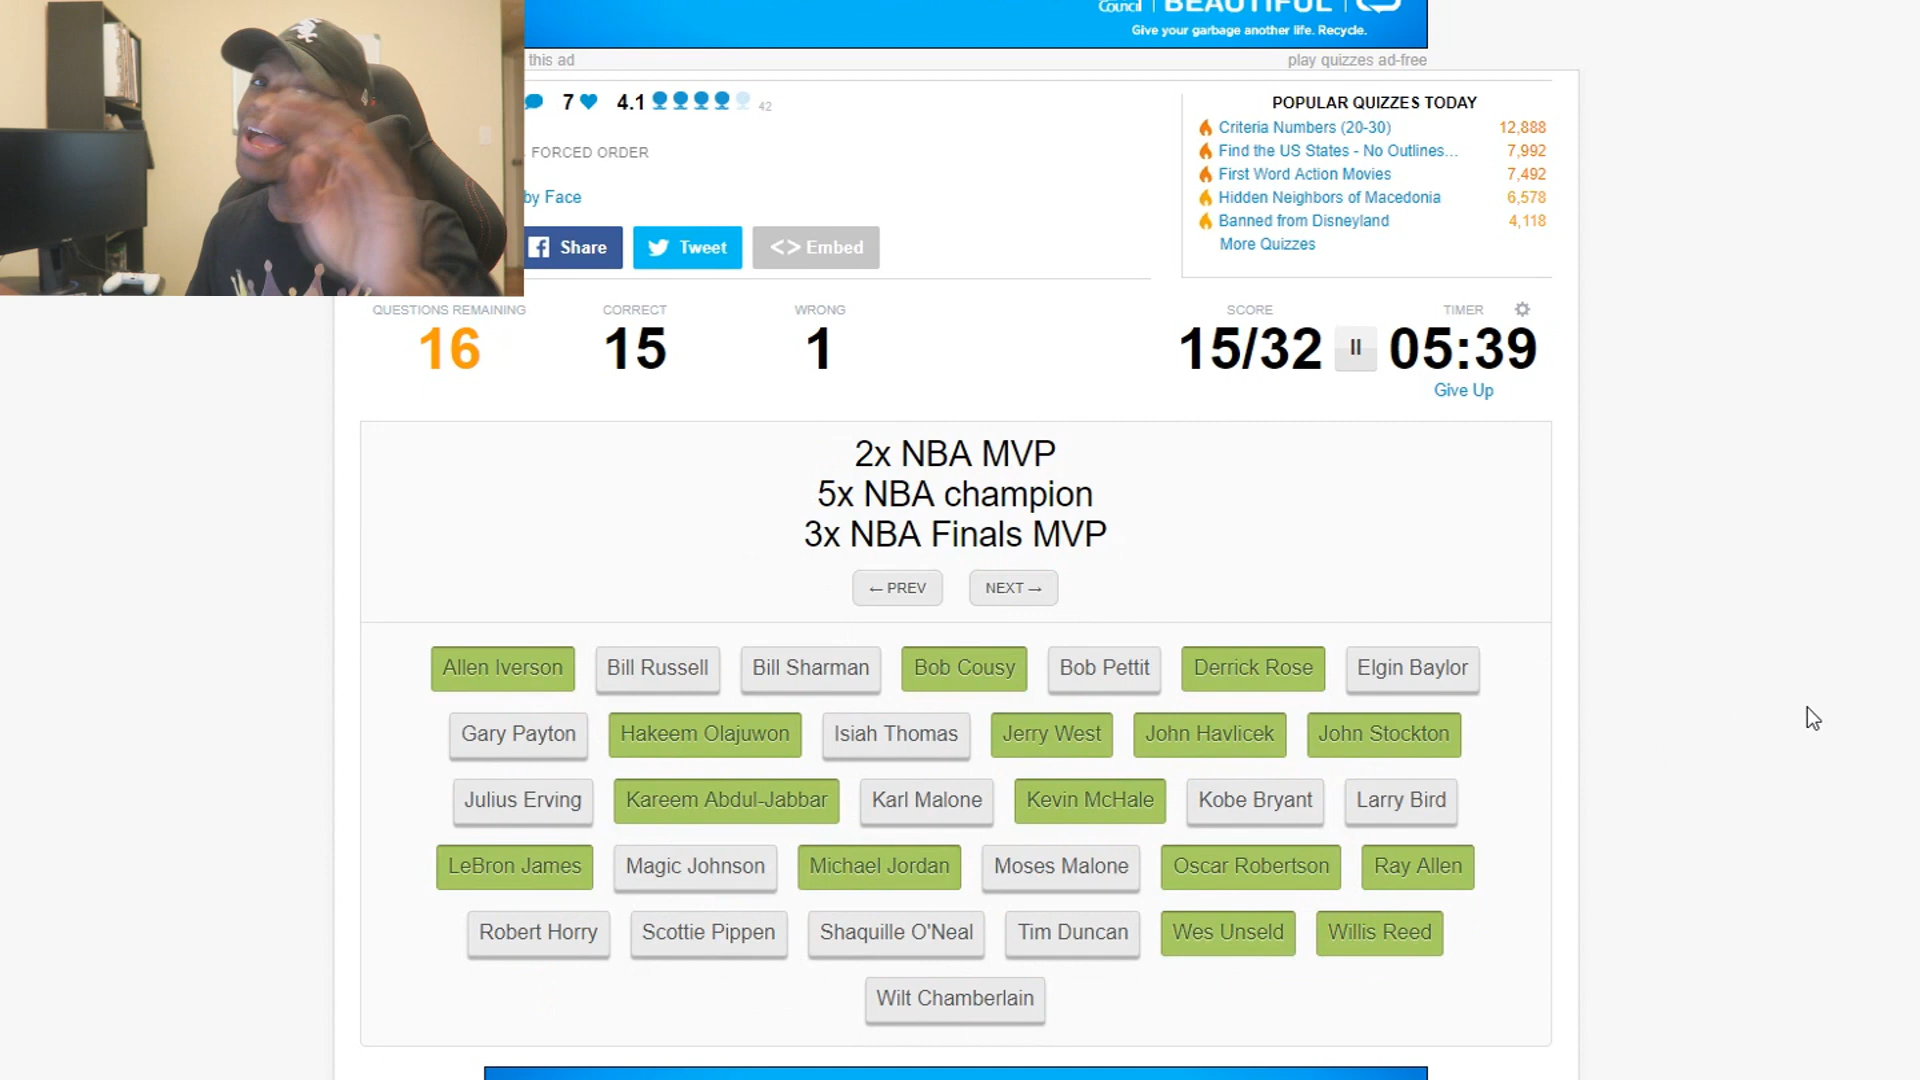 Council | BEAUTIFUL |
Give your garbage another life. Recycle.
this ad
play quizzes ad-free
7 4.1 42
FORCED ORDER
by Face
Share Tweet <> Embed
POPULAR QUIZZES TODAY
Criteria Numbers (20-30) 12,888
Find the US States - No Outlines... 7,992
First Word Action Movies 7,492
Hidden Neighbors of Macedonia 6,578
Banned from Disneyland 4,118
More Quizzes
QUESTIONS REMAINING CORRECT WRONG SCORE TIMER
16 15 1 15/32 05:39
Give Up
2x NBA MVP
5x NBA champion
3x NBA Finals MVP
← PREV NEXT →
Allen Iverson Bill Russell Bill Sharman Bob Cousy Bob Pettit Derrick Rose Elgin Baylor
Gary Payton Hakeem Olajuwon Isiah Thomas Jerry West John Havlicek John Stockton
Julius Erving Kareem Abdul-Jabbar Karl Malone Kevin McHale Kobe Bryant Larry Bird
LeBron James Magic Johnson Michael Jordan Moses Malone Oscar Robertson Ray Allen
Robert Horry Scottie Pippen Shaquille O'Neal Tim Duncan Wes Unseld Willis Reed
Wilt Chamberlain